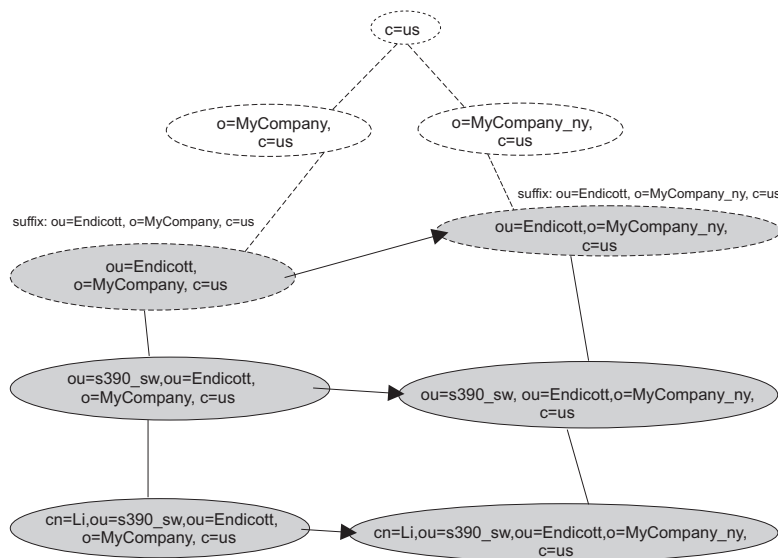 c=us
o=MyCompany,
c=us
o=MyCompany_ny,
c=us
suffix: ou=Endicott, o=MyCompany, c=us
suffix: ou=Endicott, o=MyCompany_ny, c=us
ou=Endicott,
o=MyCompany, c=us
ou=Endicott,o=MyCompany_ny,
c=us
ou=s390_sw,ou=Endicott,
o=MyCompany, c=us
ou=s390_sw, ou=Endicott,o=MyCompany_ny,
c=us
cn=Li,ou=s390_sw,ou=Endicott,
o=MyCompany, c=us
cn=Li,ou=s390_sw,ou=Endicott,o=MyCompany_ny,
c=us